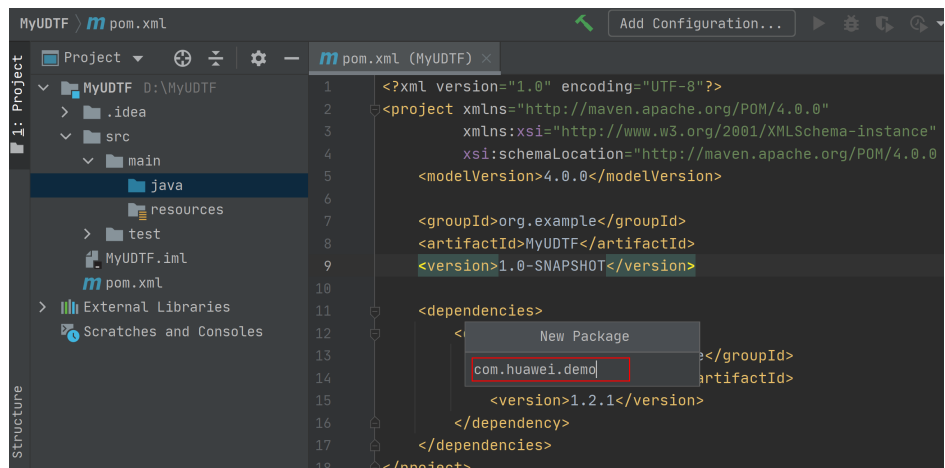 MyUDTF 〉 m pom.xml
Add Configuration...
1: Project
Structure
Project
MyUDTF D:\MyUDTF
.idea
src
main
java
resources
test
MyUDTF.iml
m pom.xml
External Libraries
Scratches and Consoles
m pom.xml (MyUDTF)
1 <?xml version="1.0" encoding="UTF-8"?>
2 <project xmlns="http://maven.apache.org/POM/4.0.0"
3 xmlns:xsi="http://www.w3.org/2001/XMLSchema-instance"
4 xsi:schemaLocation="http://maven.apache.org/POM/4.0.0
5 <modelVersion>4.0.0</modelVersion>
6
7 <groupId>org.example</groupId>
8 <artifactId>MyUDTF</artifactId>
9 <version>1.0-SNAPSHOT</version>
10
11 <dependencies>
12 <
New Package
13 </groupId>
com.huawei.demo
14 artifactId>
15 <version>1.2.1</version>
16 </dependency>
17 </dependencies>
18 </project>